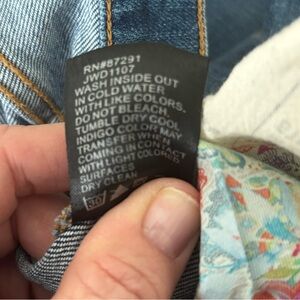 RN#87291
JWD1107
WASH INSIDE OUT
IN COLD WATER
WITH LIKE COLORS.
DO NOT BLEACH.
TUMBLE DRY COOL
INDIGO COLOR MAY
TRANSFER WHEN
COMING IN CONTACT
WITH LIGHT COLORED
SURFACES
DRY CLEAN